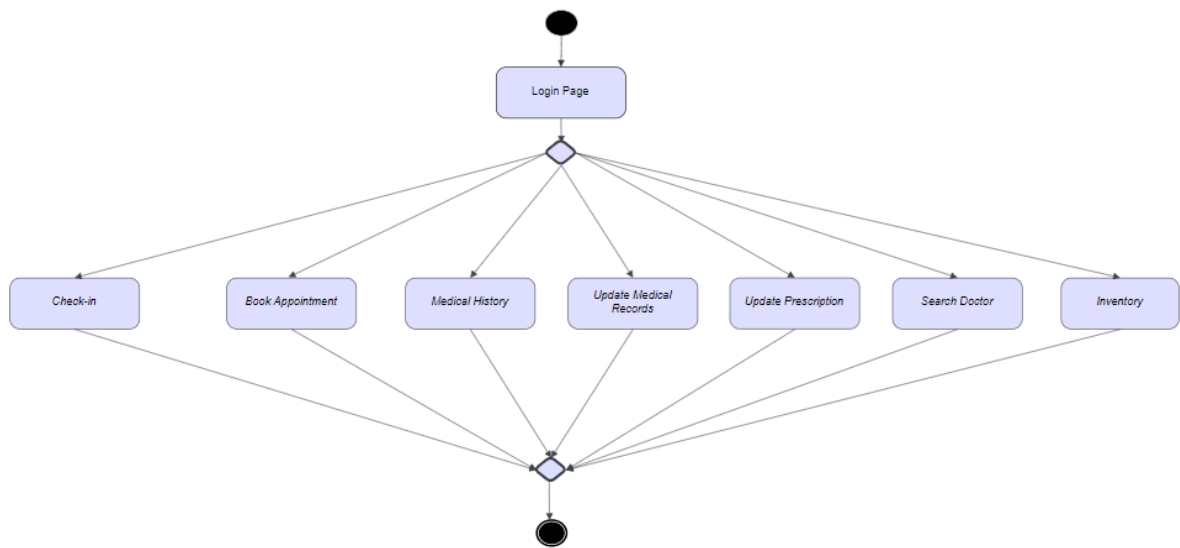 Login Page
Check-in
Book Appointment
Medical History
Update Medical
Records
Update Prescription
Search Doctor
Inventory